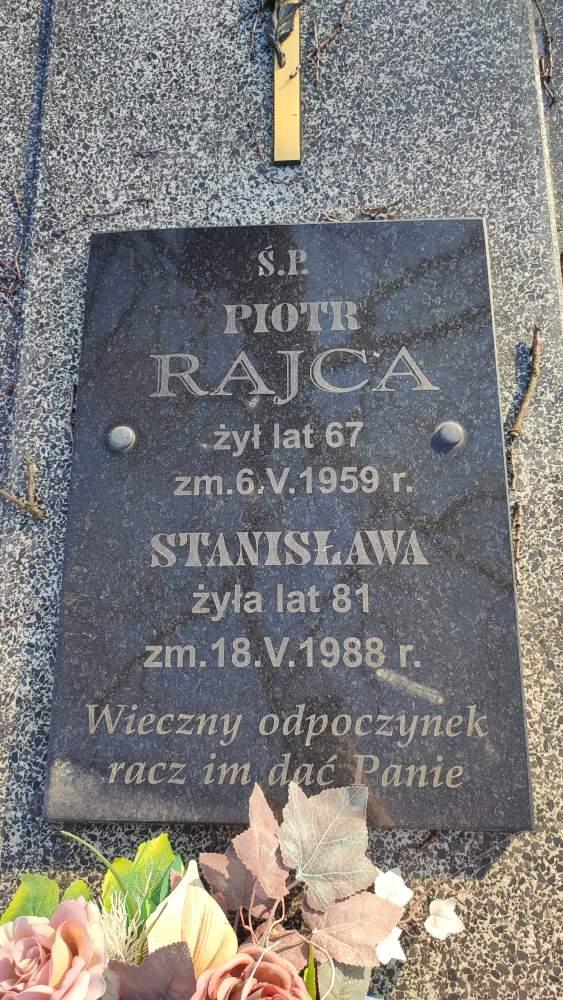 Ś.P.
PIOTR
RAJCA
żył lat 67
zm.6.V.1959 r.
STANISŁAWA
żyła lat 81
zm.18.V.1988 r.
Wieczny odpoczynek
racz im dać Panie